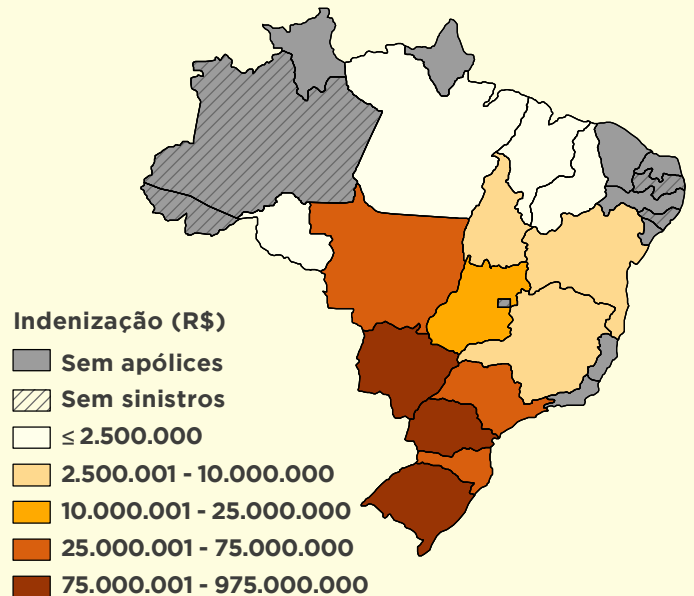 Indenização (R$)
Sem apólices
Sem sinistros
≤ 2.500.000
2.500.001 - 10.000.000
10.000.001 - 25.000.000
25.000.001 - 75.000.000
75.000.001 - 975.000.000